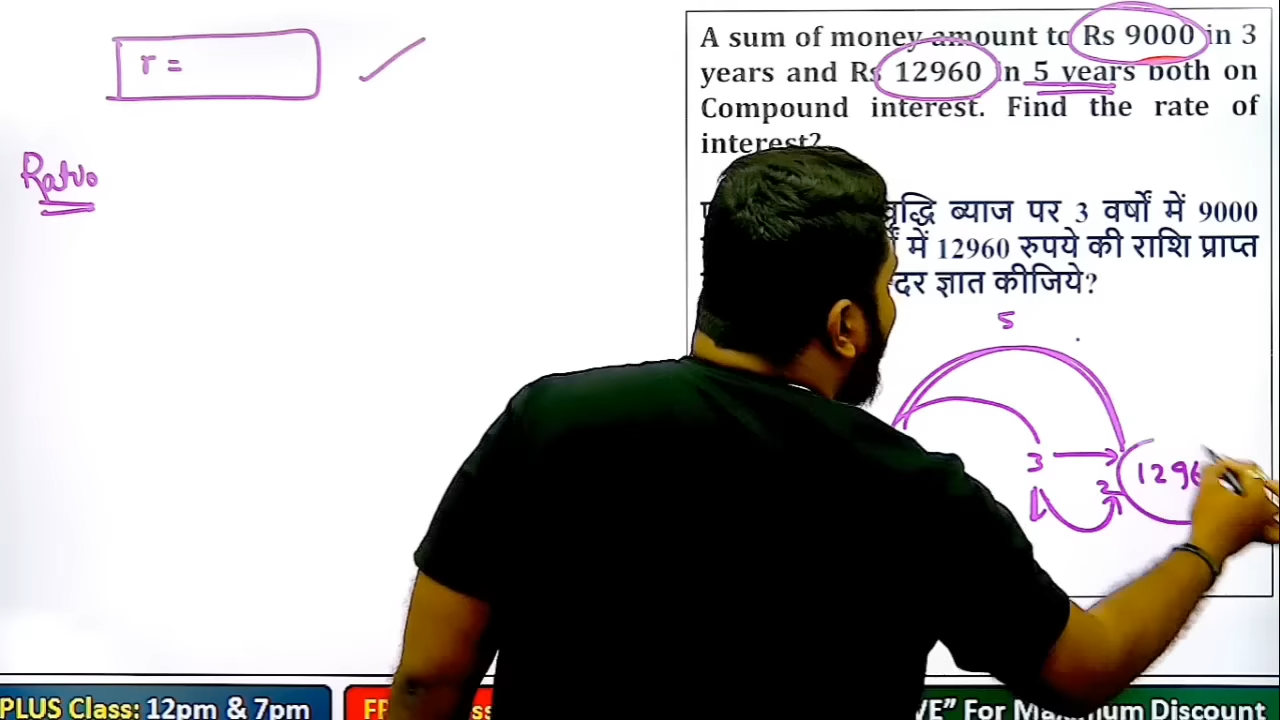 r =
A sum of money amount to Rs 9000 in 3
years and Rs 12960 in 5 years both on
Compound interest. Find the rate of
interest?
Ratio
वृद्धि ब्याज पर 3 वर्षों में 9000
में 12960 रुपये की राशि प्राप्त
दर ज्ञात कीजिये?
5
3
1296
2
PLUS Class: 12pm & 7pm
For Maximum Discount